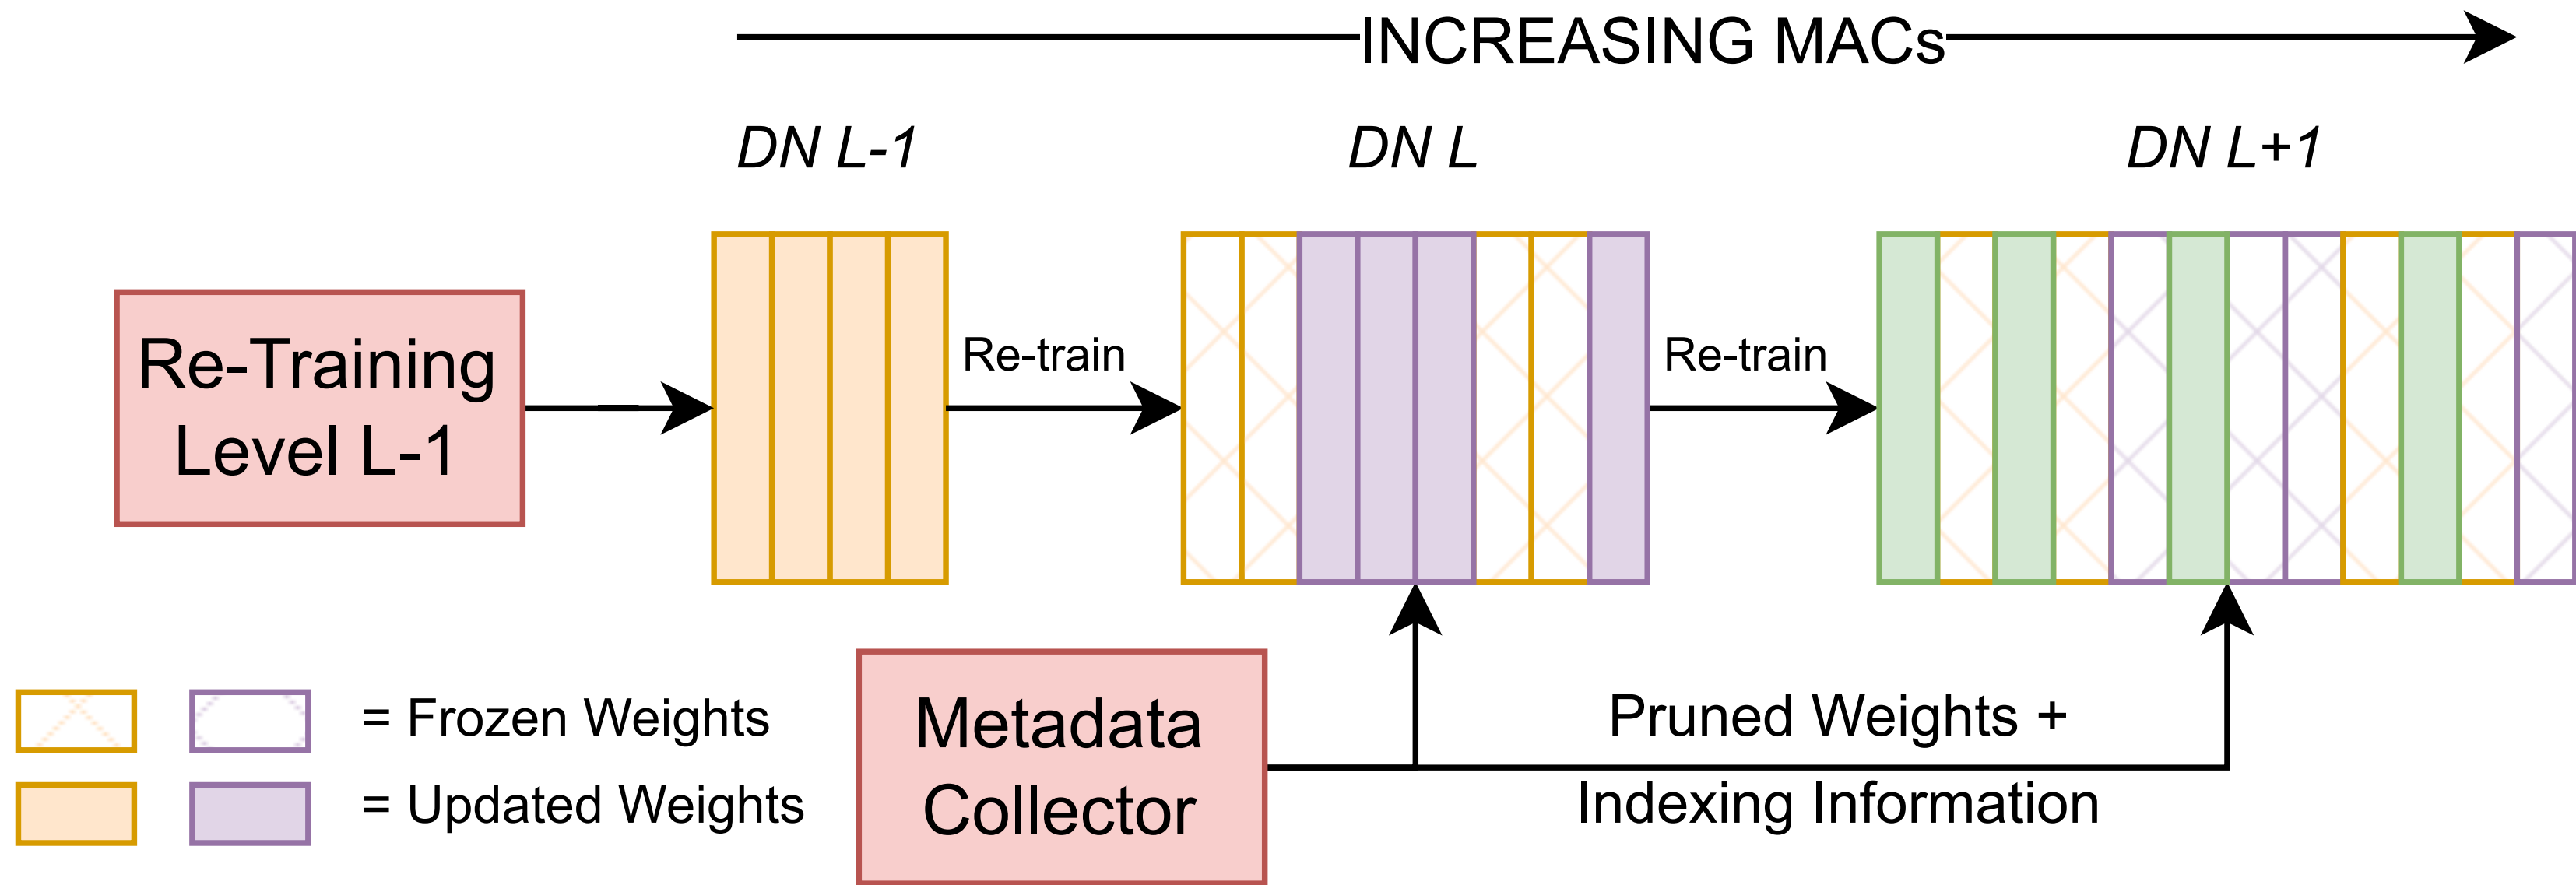 INCREASING MACs
DN L-1
DN L
DN L+1
Re-Training
Level L-1
Re-train
Re-train
= Frozen Weights
= Updated Weights
Metadata
Collector
Pruned Weights +
Indexing Information